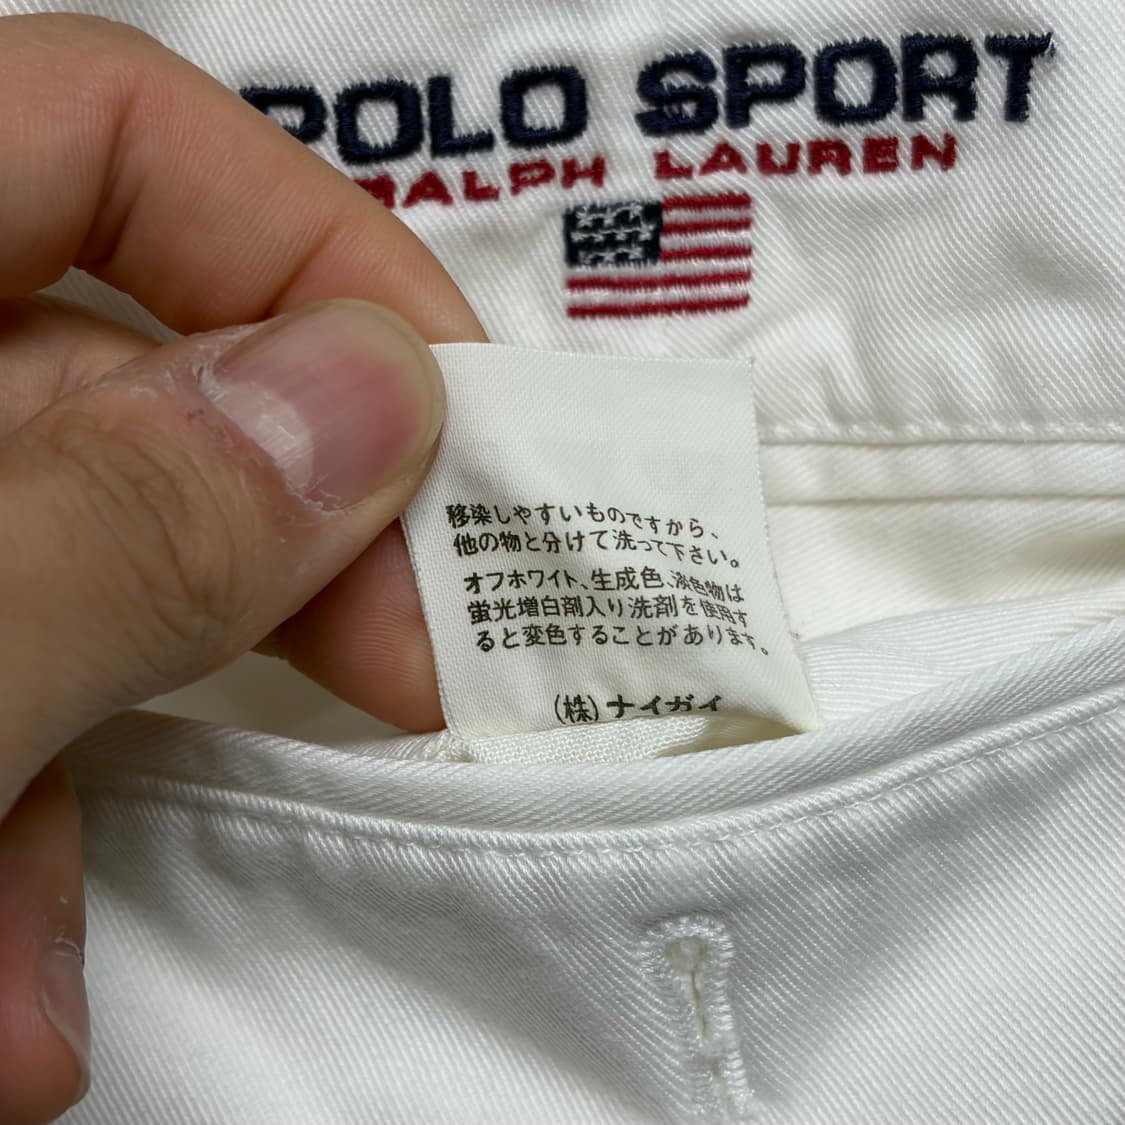 POLO SPORT
RALPH LAUREN
移染しやすいものですから、
他の物と分けて洗って下さい。
オフホワイト、生成色、淡色物は
蛍光増白剤入り洗剤を使用す
ると変色することがあります。
(株)ナイガイ